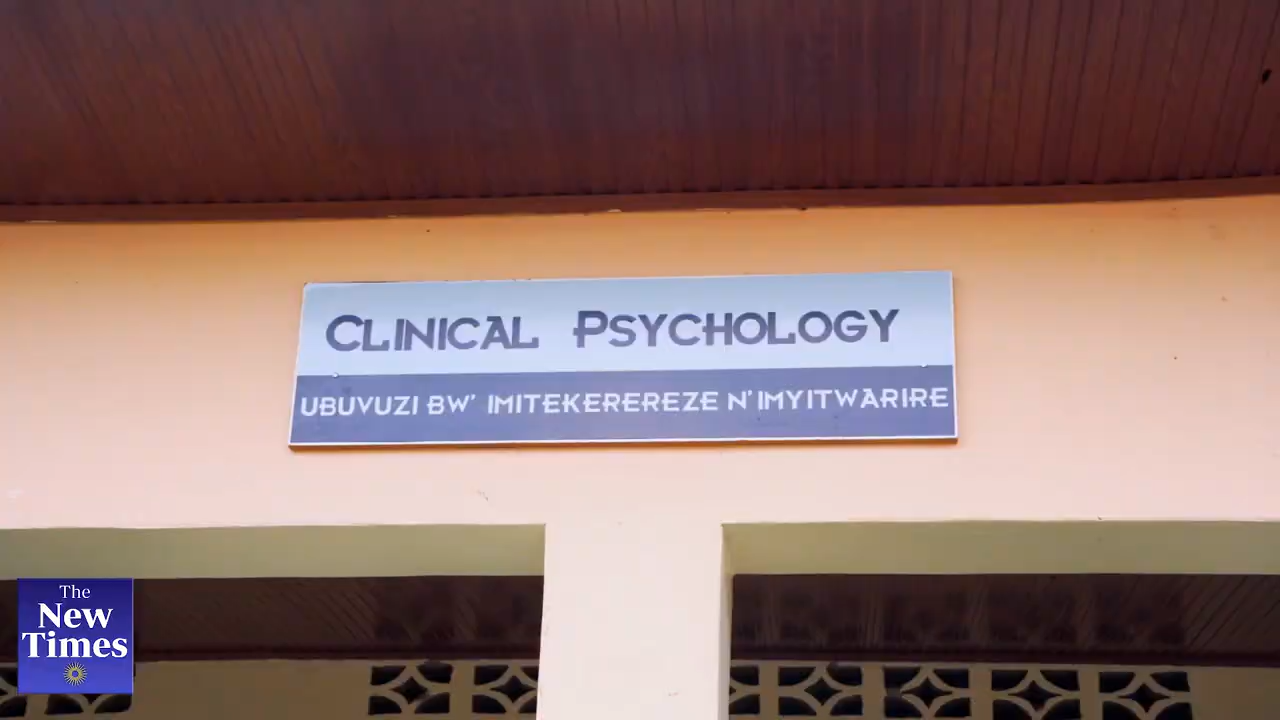 CLINICAL PSYCHOLOGY
UBUVUZI BW' IMITEKEREREZE N'IMYITWARIRE
The
New
Times